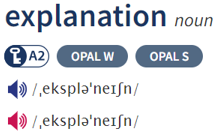 explanation noun
A2 OPAL W OPAL S
/ˌekspləˈneɪʃn/
/ˌekspləˈneɪʃn/